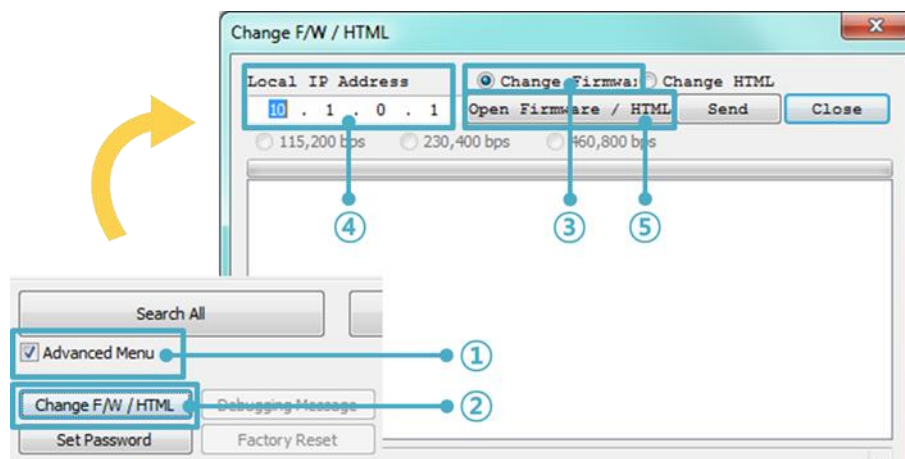 Change F/W / HTML
Local IP Address
Change Firmwar
Change HTML
10 . 1 . 0 . 1
Open Firmware / HTML
Send
Close
115,200 bps
230,400 bps
460,800 bps
④
③
⑤
Search All
Advanced Menu
①
Change F/W / HTML
Debugging Message
②
Set Password
Factory Reset